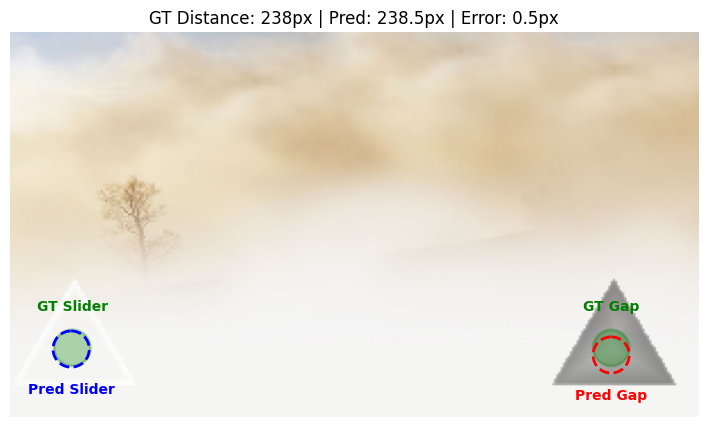 GT Distance: 238px | Pred: 238.5px | Error: 0.5px
GT Slider
GT Gap
Pred Slider
Pred Gap